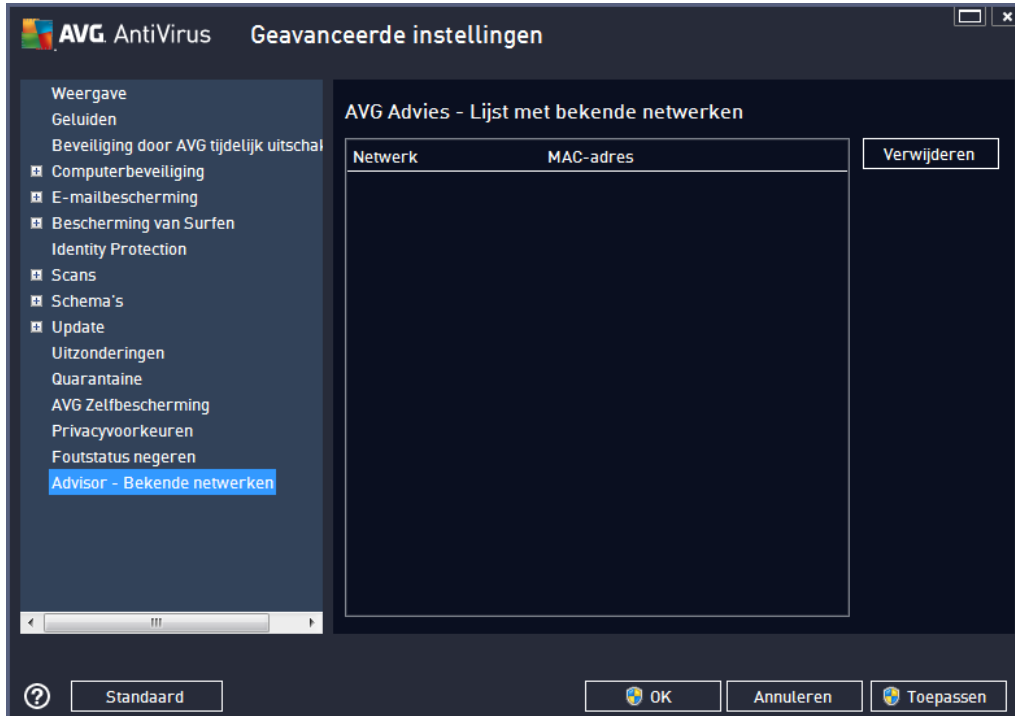 AVG AntiVirus Geavanceerde instellingen
Weergave
Geluiden
Beveiliging door AVG tijdelijk
Computerbeveiliging
E-mailbescherming
Bescherming van Surfen
Identity Protection
Scans
Schema's
Update
Uitzonderingen
Quarantaine
AVG Zelfbescherming
Privacyvoorkeuren
Foutstatus negeren
Advisor - Bekende netwerken
AVG Advies - Lijst met bekende netwerken
Netwerk MAC-adres
Verwijderen
Standaard
OK
Annuleren
Toepassen